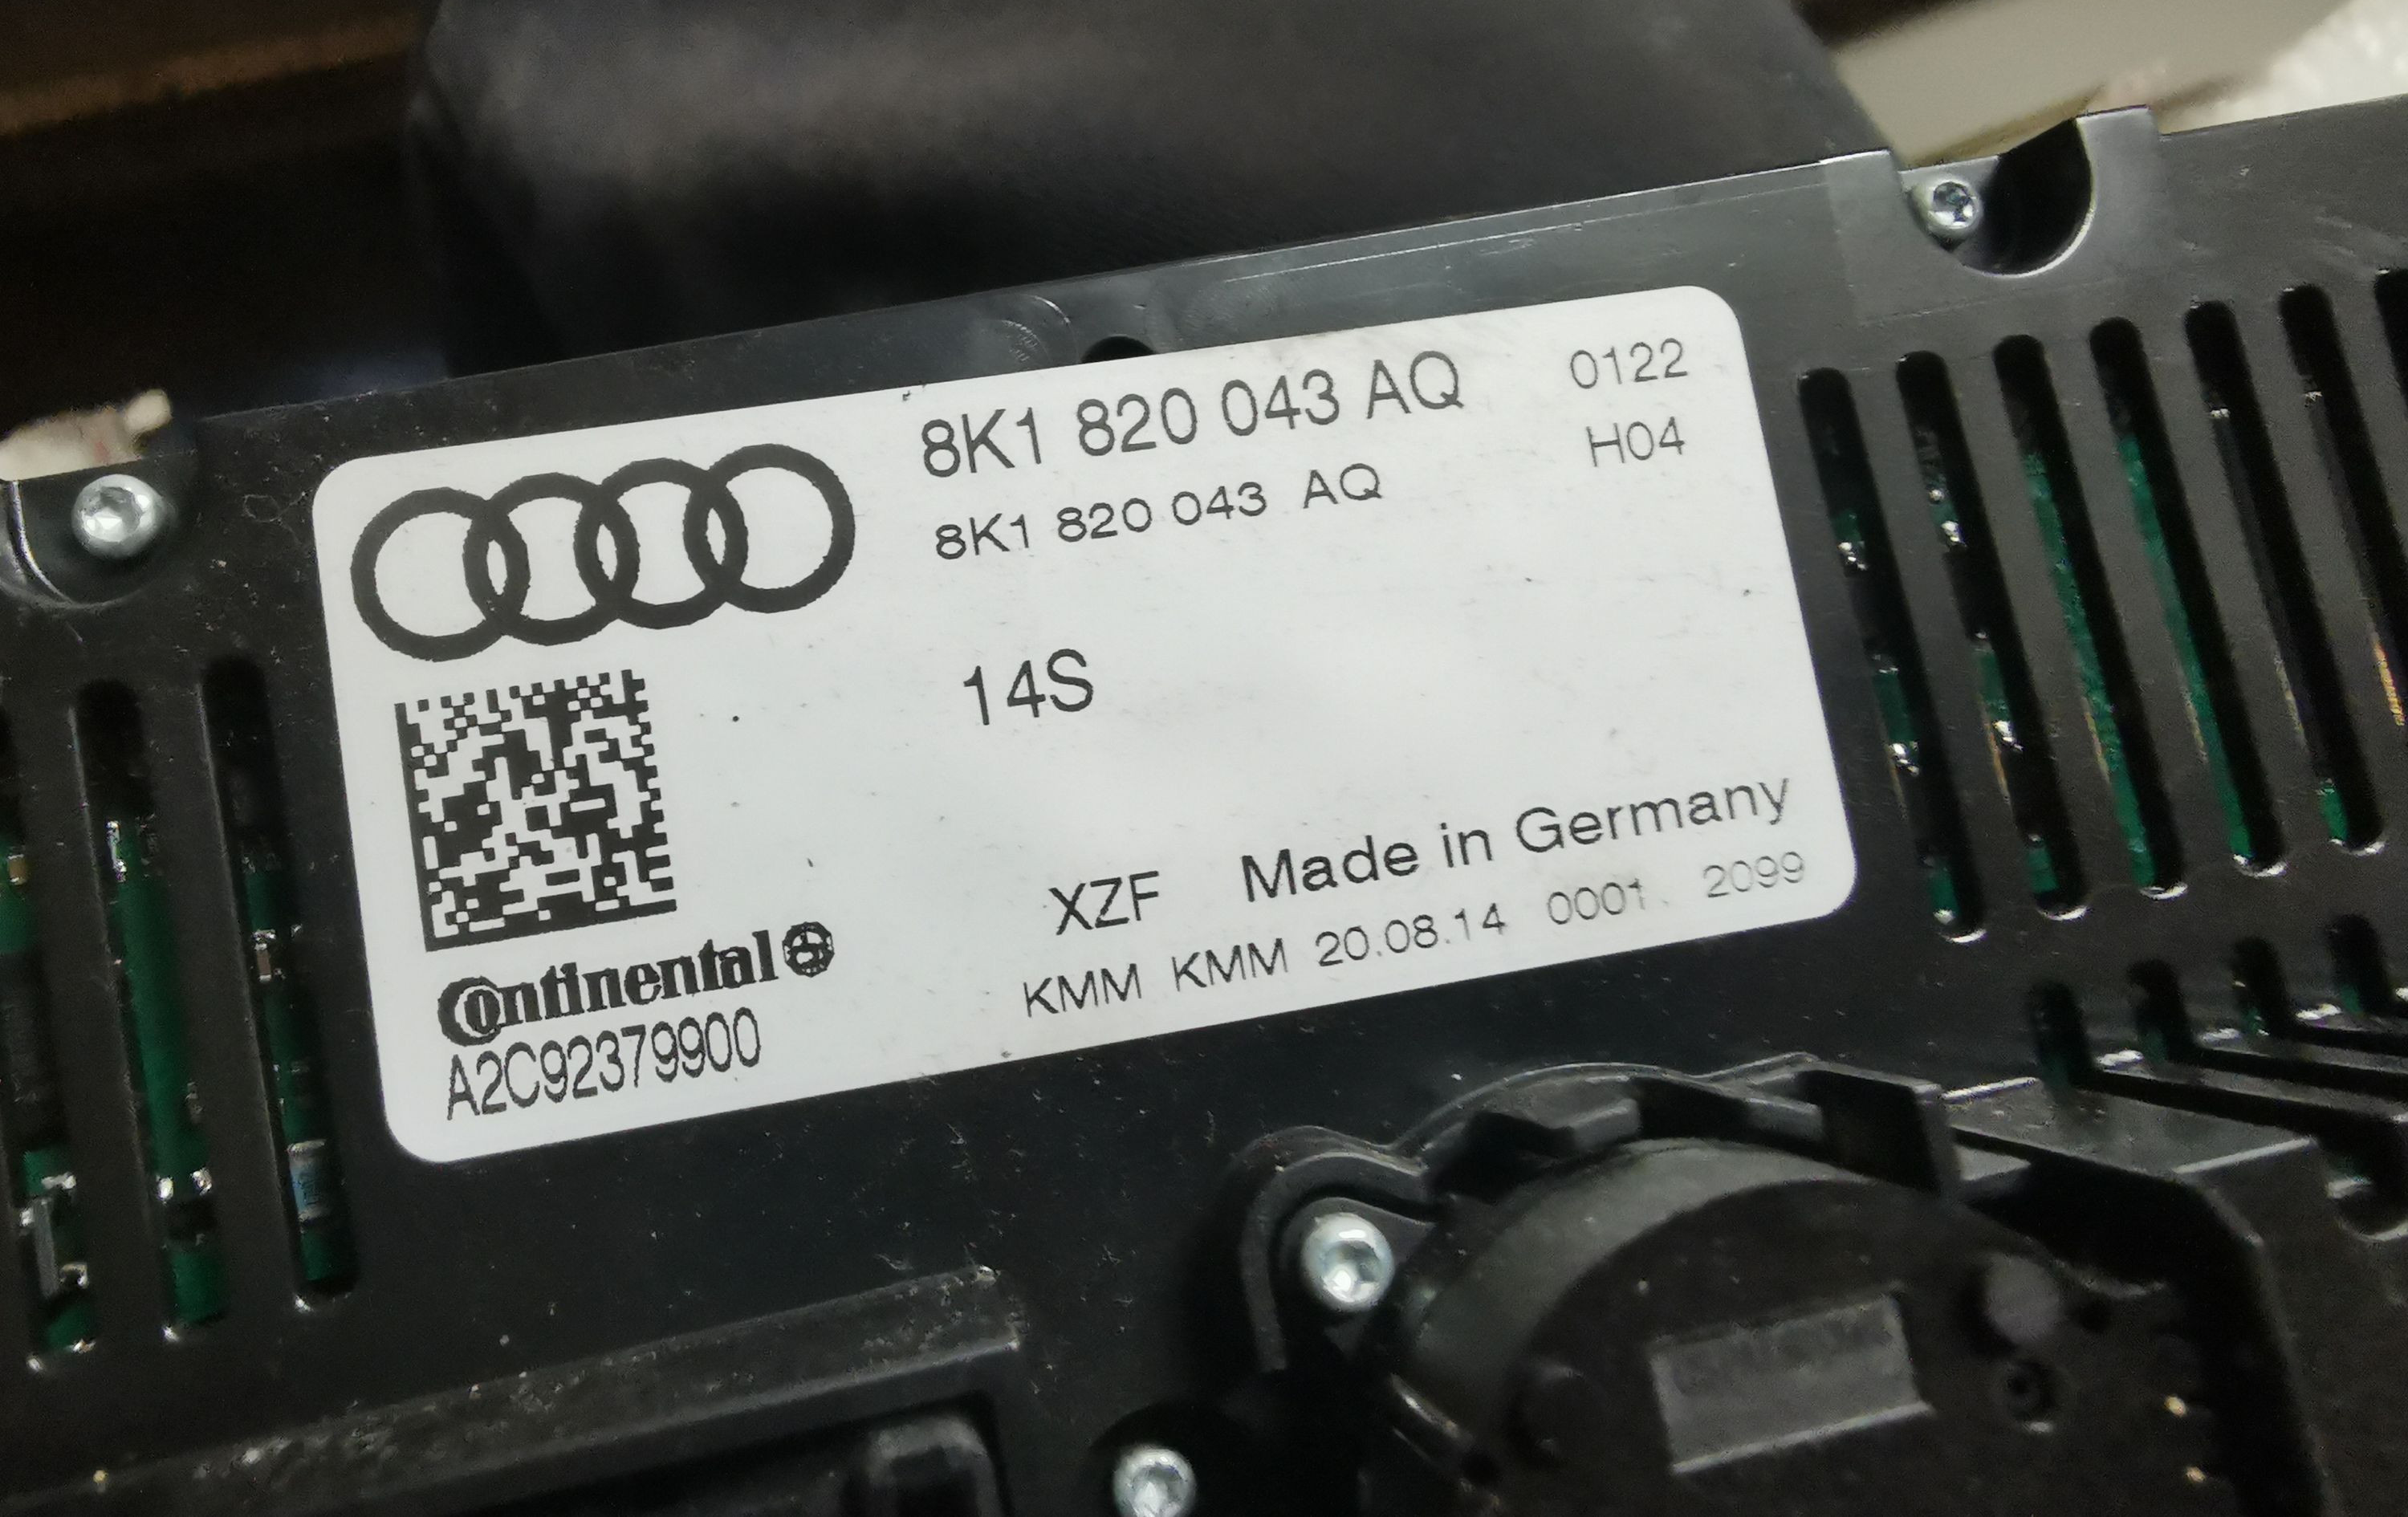 8K1 820 043 AQ 0122
8K1 820 043 AQ H04
14S
XZF Made in Germany
KMM KMM 20.08.14 0001 2099
Continental
A2C92379900